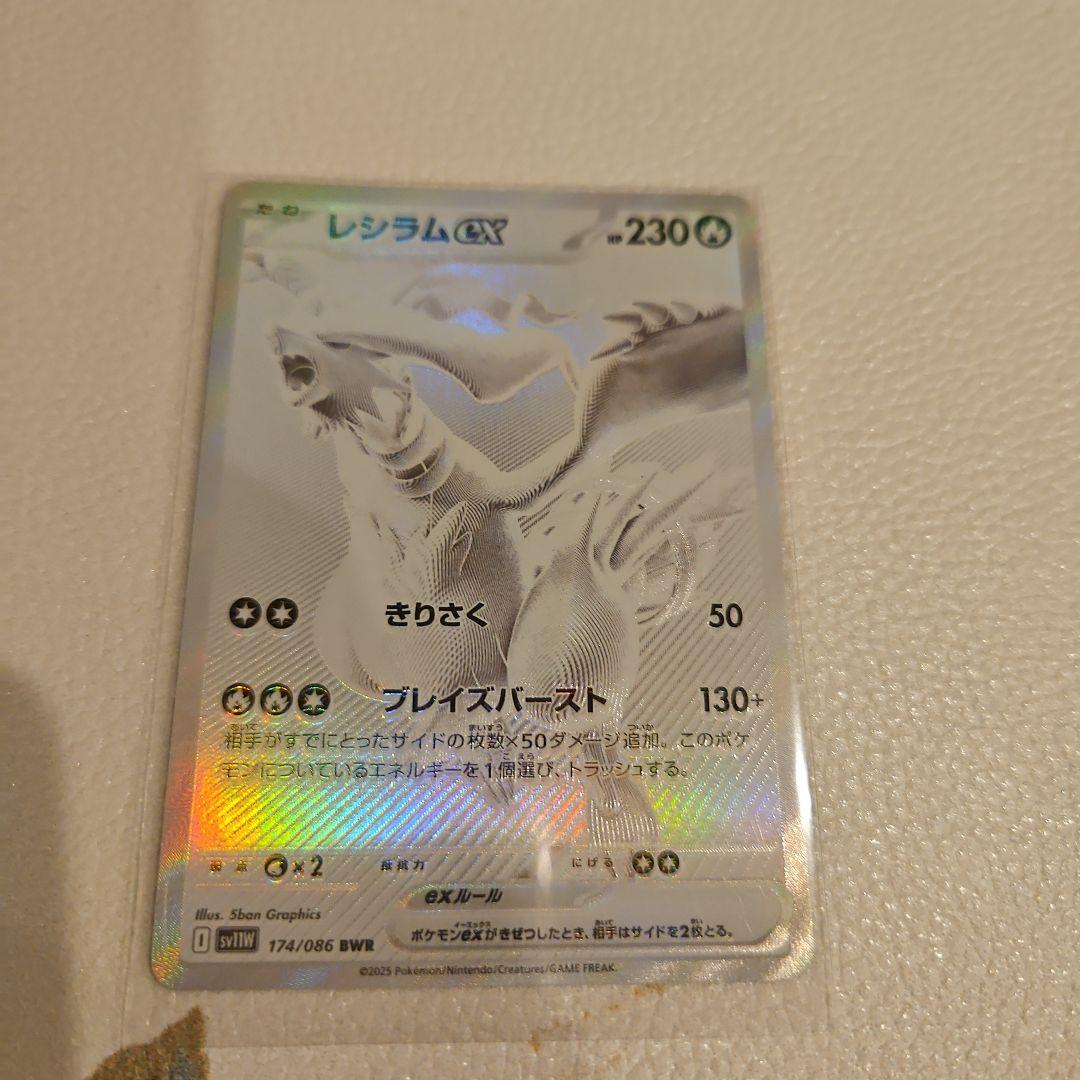 たね レシラムex HP 230
きりさく 50
ブレイズバースト 130+
相手がすでにとったサイドの枚数×50ダメージ追加。このポケ
モンについているエネルギーを1個選び、トラッシュする。
弱点 ×2 抵抗力 にげる
exルール
ポケモンexがきぜつしたとき、相手はサイドを2枚とる。
Illus. 5ban Graphics
I SV11W 174/086 BWR
©2025 Pokémon/Nintendo/Creatures/GAME FREAK.